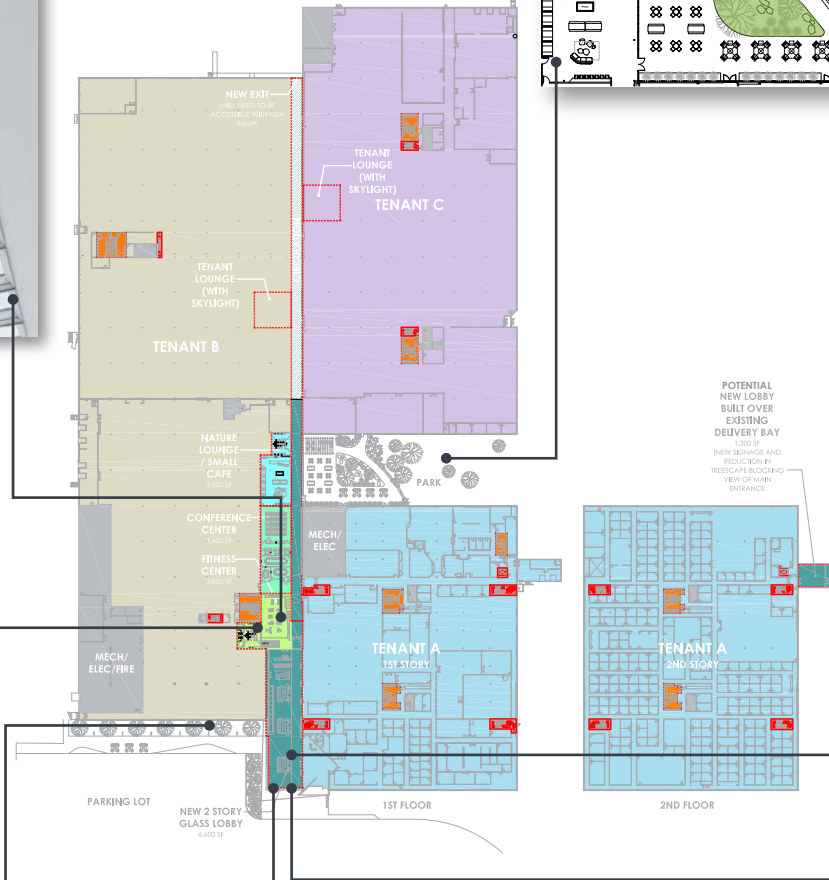 NEW EXIT
(WILL NEED TO BE
ACCESSIBLE WITH NEW
RAMP)
TENANT
LOUNGE
(WITH
SKYLIGHT)
TENANT C
TENANT
LOUNGE
(WITH
SKYLIGHT)
TENANT B
POTENTIAL
NEW LOBBY
BUILT OVER
EXISTING
DELIVERY BAY
1,300 SF
(NEW SIGNAGE AND
REDUCTION IN
TREESCAPE BLOCKING
VIEW OF MAIN
ENTRANCE
NATURE
LOUNGE
/ SMALL
CAFE
PARK
CONFERENCE
CENTER
MECH/
ELEC
FITNESS
CENTER
TENANT A
1ST STORY
TENANT A
2ND STORY
MECH/
ELEC/FIRE
PARKING LOT
NEW 2 STORY
GLASS LOBBY
6,600 SF
1ST FLOOR
2ND FLOOR